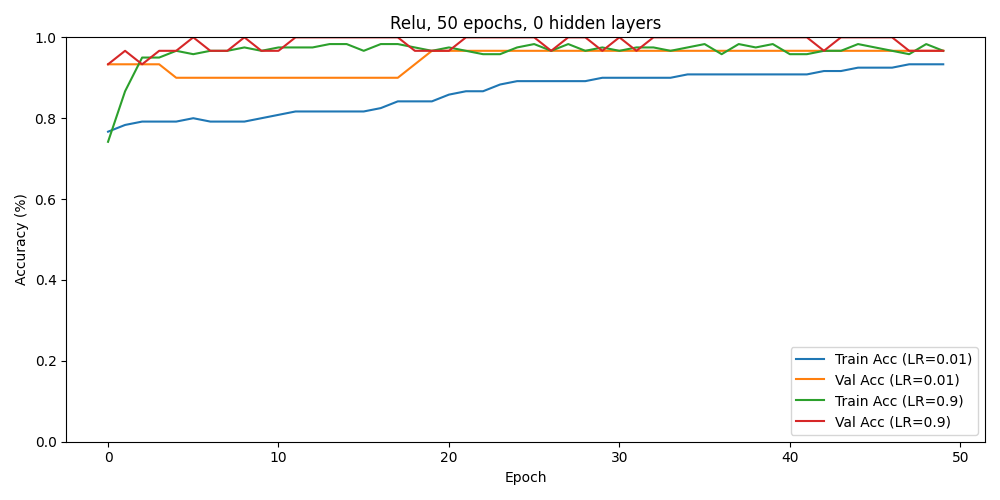 Relu, 50 epochs, 0 hidden layers
Accuracy (%)
1.0
0.8
0.6
0.4
0.2
0.0
0 10 20 30 40 50
Epoch
Train Acc (LR=0.01)
Val Acc (LR=0.01)
Train Acc (LR=0.9)
Val Acc (LR=0.9)